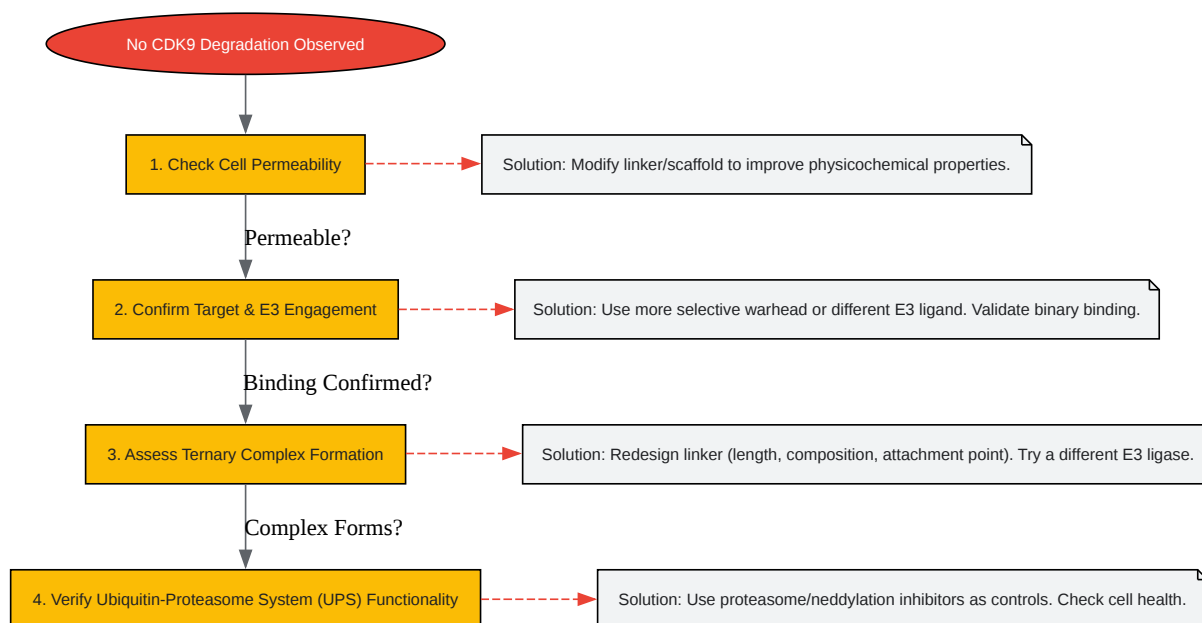 No CDK9 Degradation Observed
1. Check Cell Permeability
Solution: Modify linker/scaffold to improve physicochemical properties.
Permeable?
2. Confirm Target & E3 Engagement
Solution: Use more selective warhead or different E3 ligand. Validate binary binding.
Binding Confirmed?
3. Assess Ternary Complex Formation
Solution: Redesign linker (length, composition, attachment point). Try a different E3 ligase.
Complex Forms?
4. Verify Ubiquitin-Proteasome System (UPS) Functionality
Solution: Use proteasome/neddylation inhibitors as controls. Check cell health.